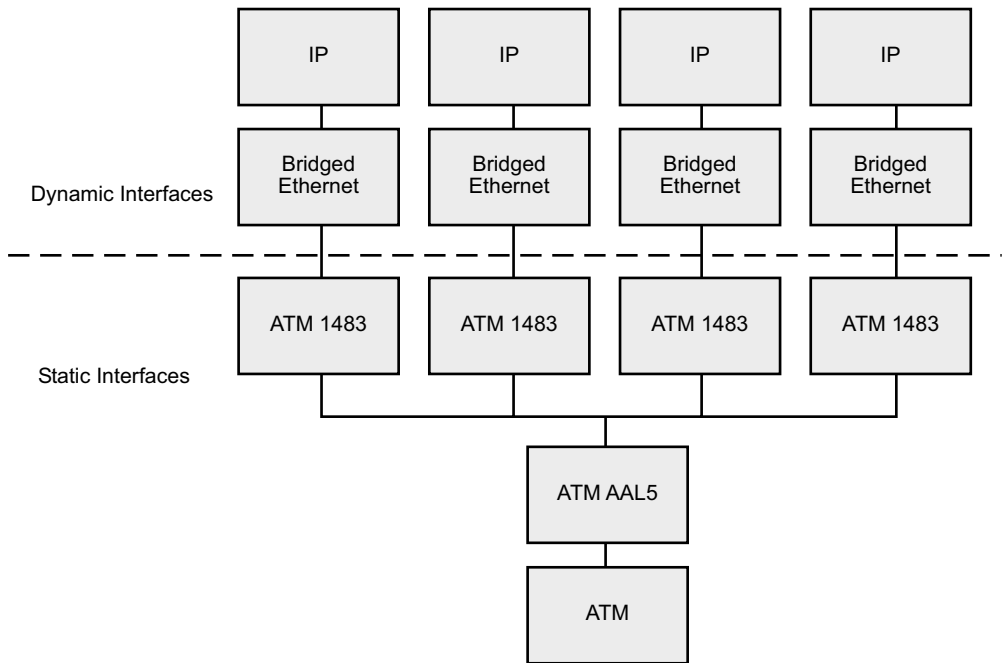 IP
IP
IP
IP
Bridged
Ethernet
Bridged
Ethernet
Bridged
Ethernet
Bridged
Ethernet
Dynamic Interfaces
ATM 1483
ATM 1483
ATM 1483
ATM 1483
Static Interfaces
ATM AAL5
ATM